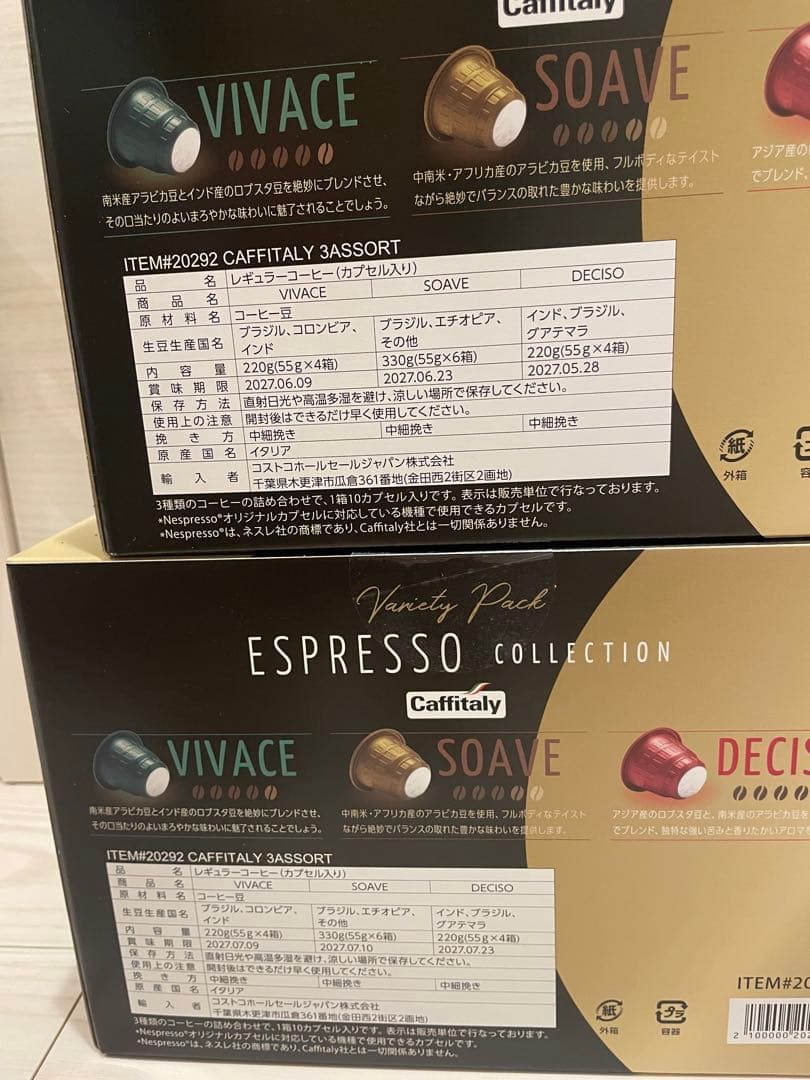 Caffitaly
VIVACE
SOAVE
南米産アラビカ豆とインド産のロブスタ豆を絶妙にブレンドさせ、
その口当たりのよいまろやかな味わいに魅了されることでしょう。
中南米・アフリカ産のアラビカ豆を使用、フルボディなテイスト
ながら絶妙でバランスの取れた豊かな味わいを提供します。
アジア産の
でブレンド、
ITEM#20292 CAFFITALY 3ASSORT
品名 レギュラーコーヒー(カプセル入り)
商品名 VIVACE SOAVE DECISO
原材料名 コーヒー豆
生豆生産国名 ブラジル、コロンビア、インド ブラジル、エチオピア、その他 インド、ブラジル、グアテマラ
内容量 220g(55g×4箱) 330g(55g×6箱) 220g(55g×4箱)
賞味期限 2027.06.09 2027.06.23 2027.05.28
保存方法 直射日光や高温多湿を避け、涼しい場所で保存してください。
使用上の注意 開封後はできるだけ早く使用してください。
挽き方 中細挽き 中細挽き 中細挽き
原産国名 イタリア
輸入者 コストコホールセールジャパン株式会社
千葉県木更津市瓜倉361番地(金田西2街区2画地)
3種類のコーヒーの詰め合わせで、1箱10カプセル入りです。表示は販売単位で行なっております。
*Nespresso®オリジナルカプセルに対応している機種で使用できるカプセルです。
*Nespresso®は、ネスレ社の商標であり、Caffitaly社とは一切関係ありません。
紙
外箱
Variety Pack
ESPRESSO COLLECTION
Caffitaly
VIVACE
SOAVE
DECIS
南米産アラビカ豆とインド産のロブスタ豆を絶妙にブレンドさせ、
その口当たりのよいまろやかな味わいに魅了されることでしょう。
中南米・アフリカ産のアラビカ豆を使用、フルボディなテイスト
ながら絶妙でバランスの取れた豊かな味わいを提供します。
アジア産のロブスタ豆と、南米産のアラビカ豆を
でブレンド、独特な強い苦みと香りたかいアロマを
ITEM#20292 CAFFITALY 3ASSORT
品名 レギュラーコーヒー(カプセル入り)
商品名 VIVACE SOAVE DECISO
原材料名 コーヒー豆
生豆生産国名 ブラジル、コロンビア、インド ブラジル、エチオピア、その他 インド、ブラジル、グアテマラ
内容量 220g(55g×4箱) 330g(55g×6箱) 220g(55g×4箱)
賞味期限 2027.07.09 2027.07.10 2027.07.23
保存方法 直射日光や高温多湿を避け、涼しい場所で保存してください。
使用上の注意 開封後はできるだけ早く使用してください。
挽き方 中細挽き 中細挽き 中細挽き
原産国名 イタリア
輸入者 コストコホールセールジャパン株式会社
千葉県木更津市瓜倉361番地(金田西2街区2画地)
3種類のコーヒーの詰め合わせで、1箱10カプセル入りです。表示は販売単位で行なっております。
*Nespresso®オリジナルカプセルに対応している機種で使用できるカプセルです。
*Nespresso®は、ネスレ社の商標であり、Caffitaly社とは一切関係ありません。
ITEM#20
紙
外箱
プラ
容器
2 100000 202